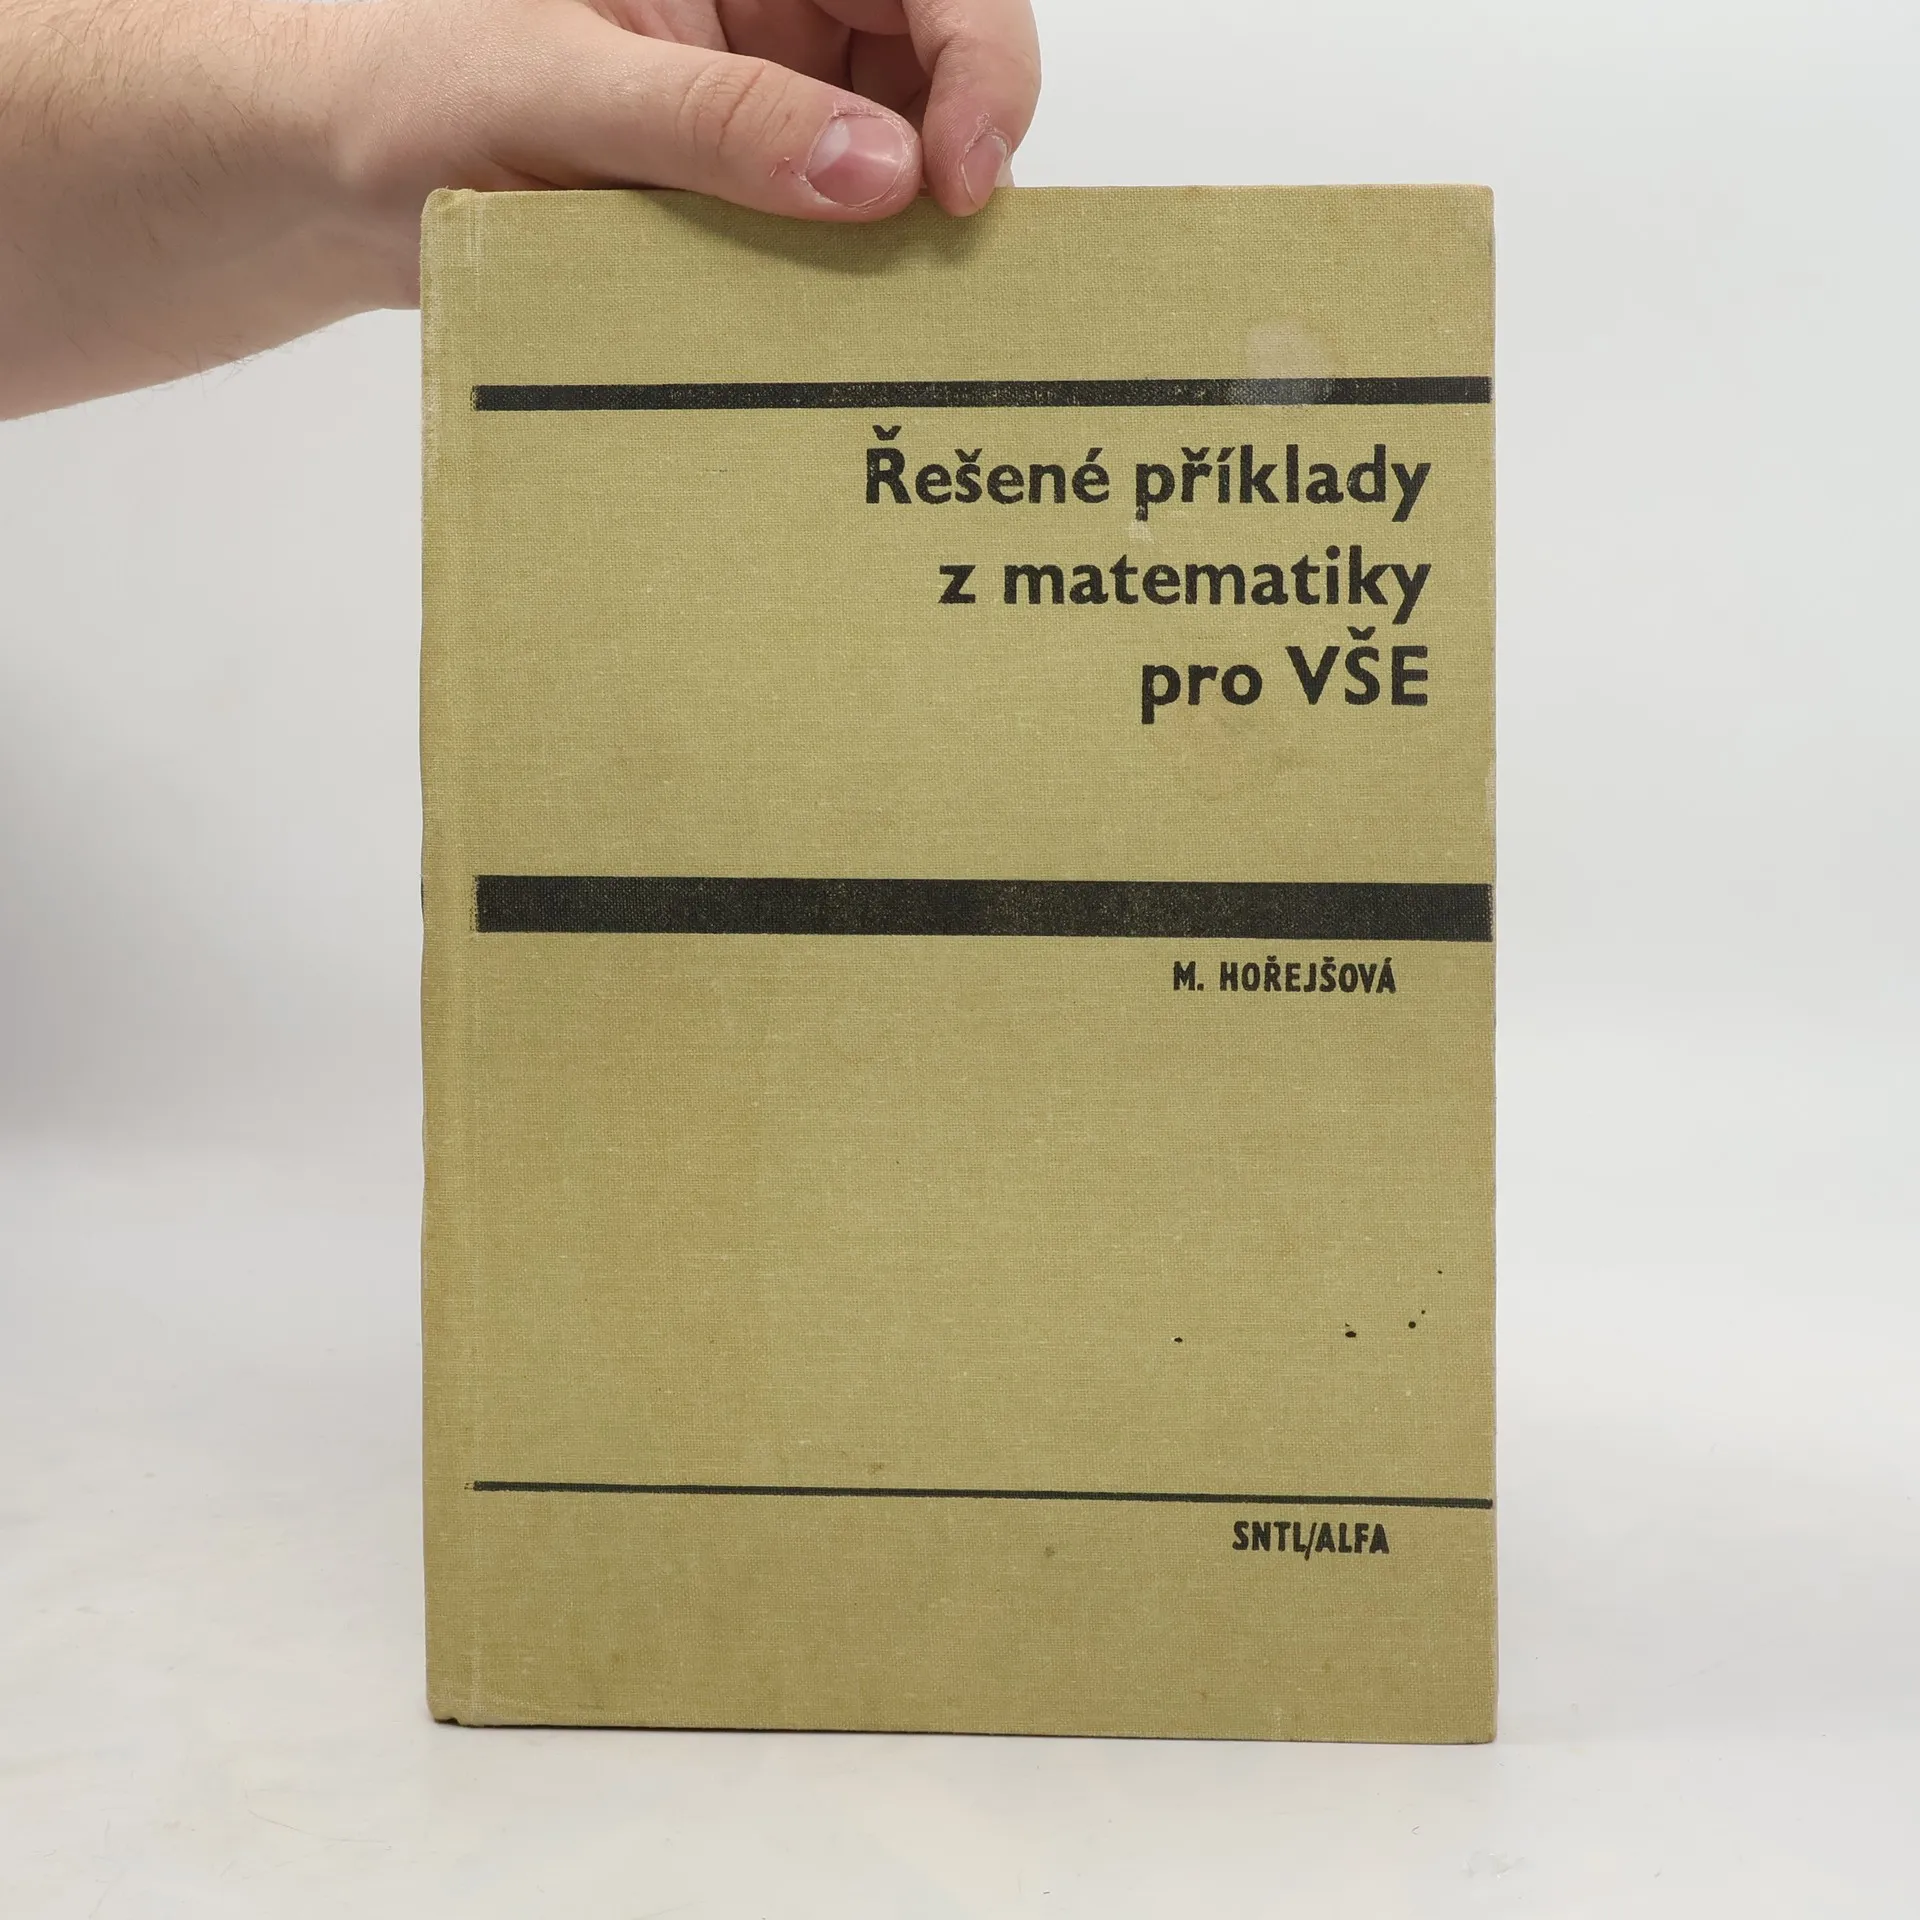 Řešené příklady
z matematiky
pro VŠE
M. HOŘEJŠOVÁ
SNTL/ALFA